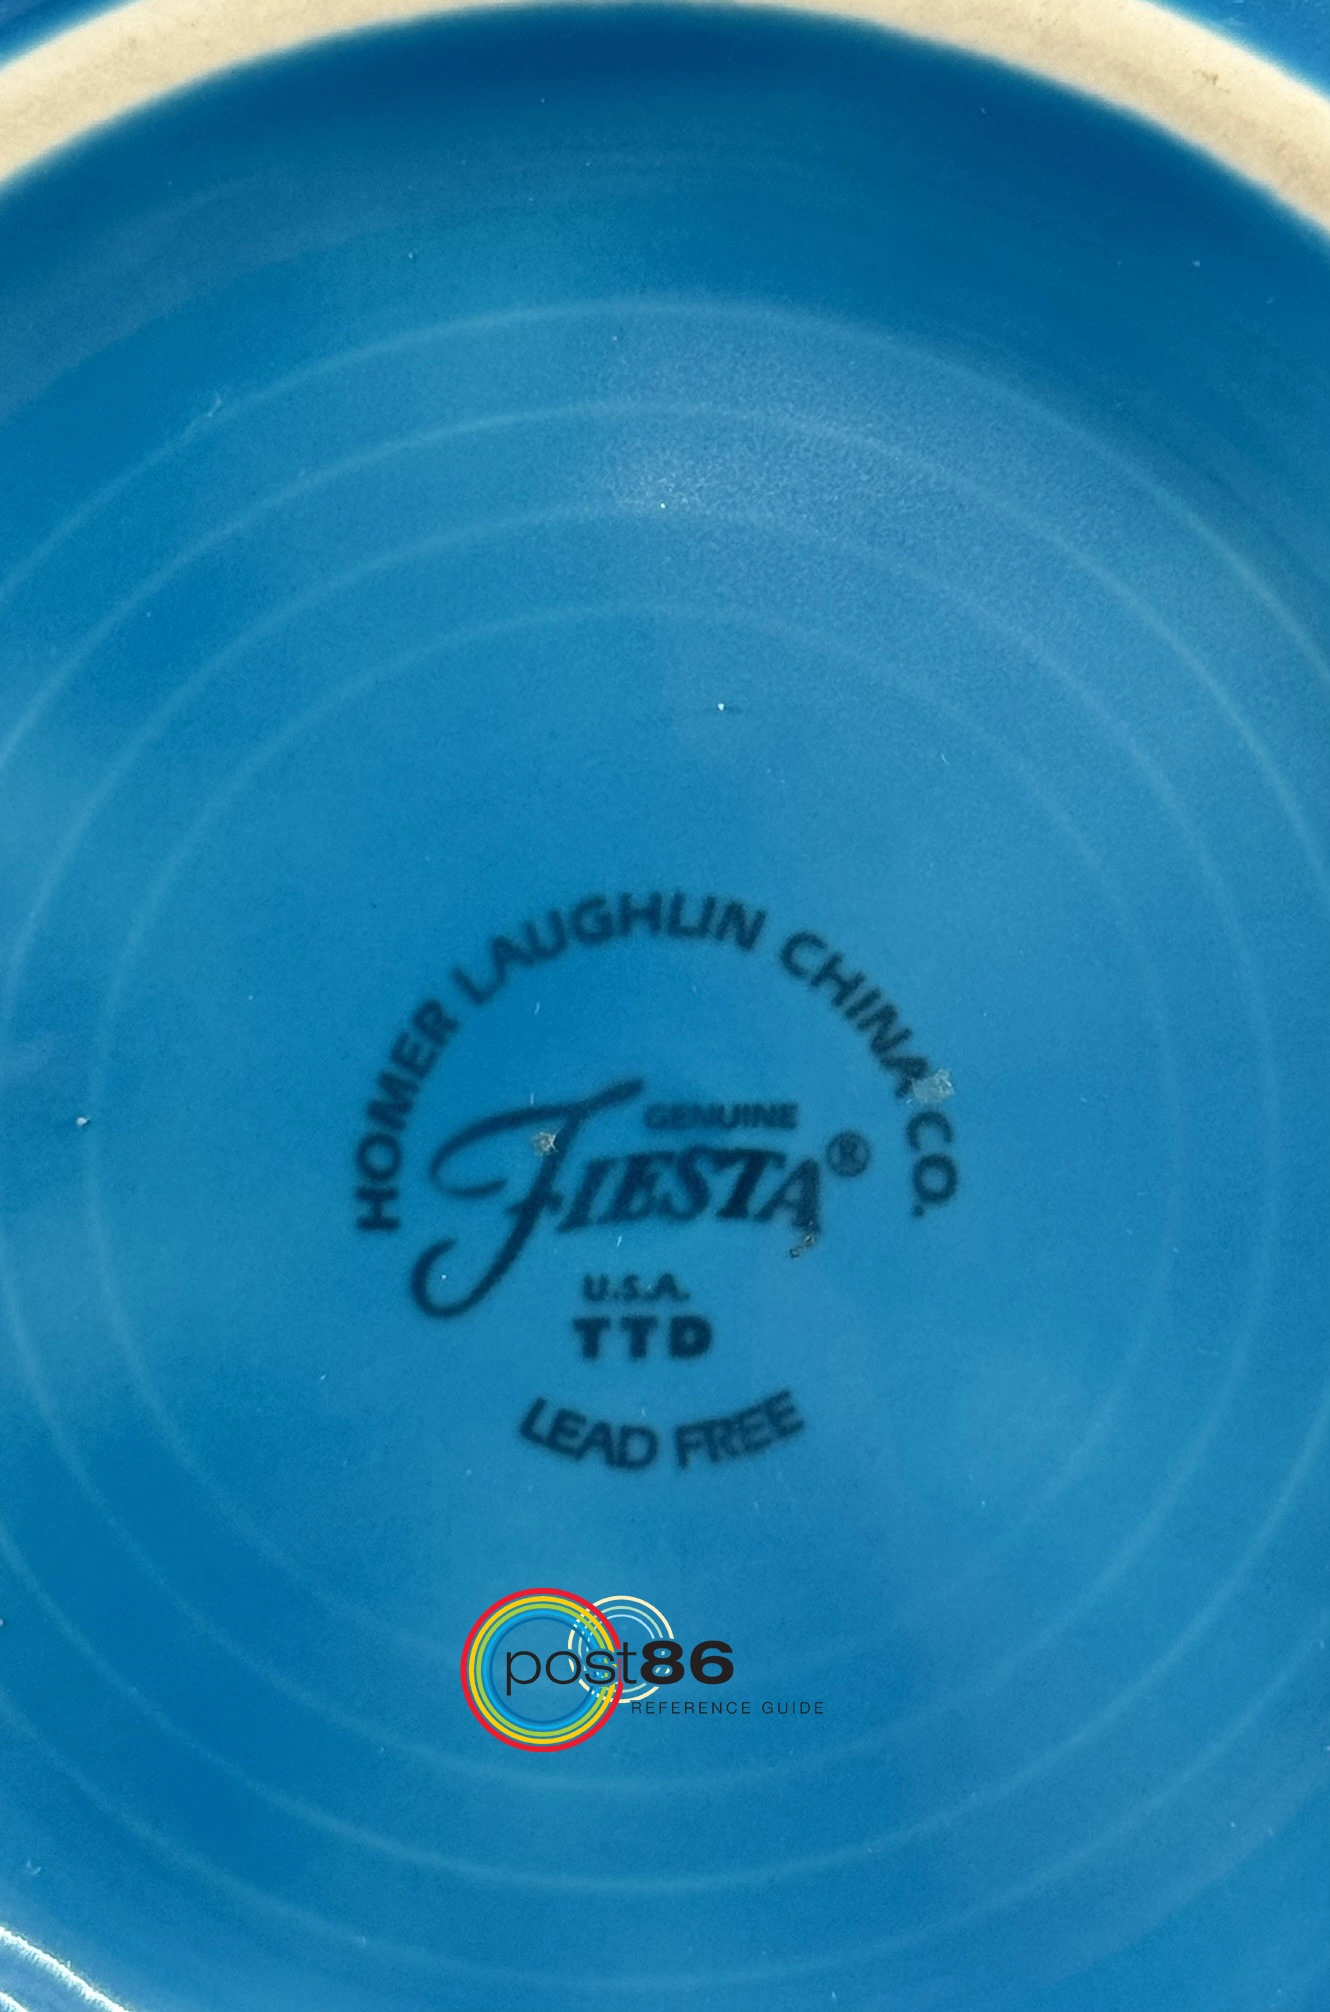 HOMER LAUGHLIN CHINA CO.
GENUINE
FIESTA®
U.S.A.
TTD
LEAD FREE
post86
REFERENCE GUIDE